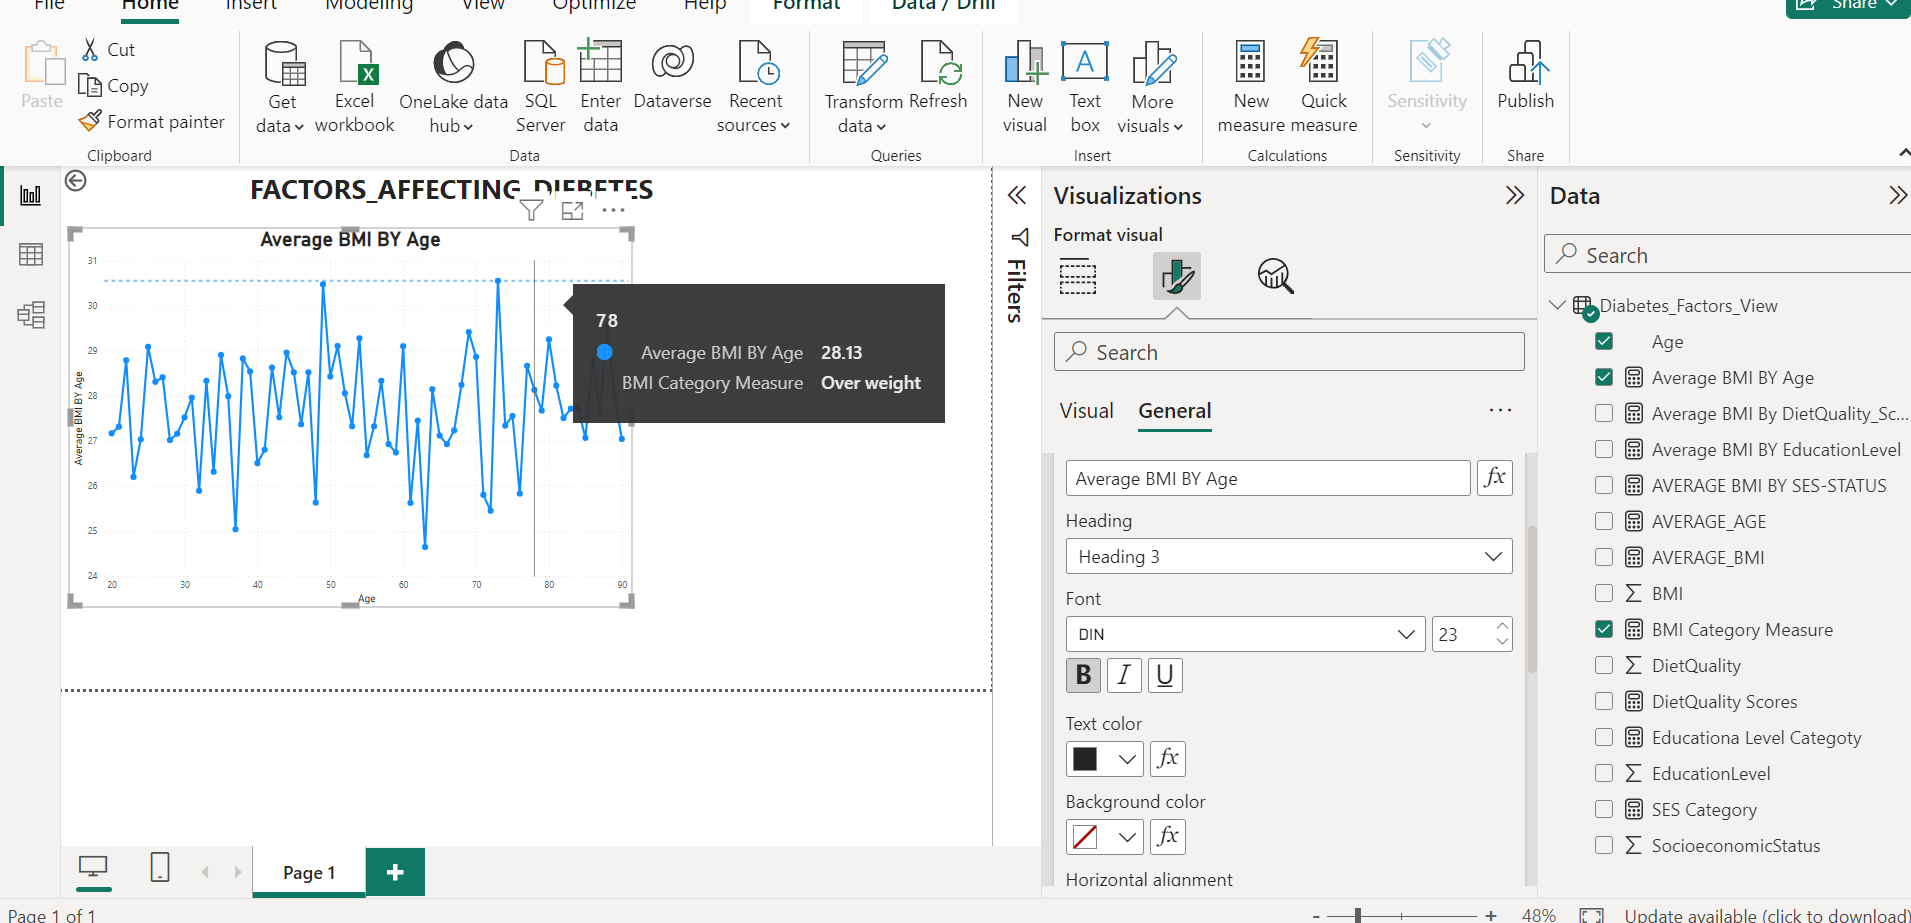 File Home Insert Modeling View Optimize Help Format Data / Drill Share
Paste
Cut
Copy
Format painter
Clipboard
Get data
Excel workbook
OneLake data hub
SQL Server
Enter data
Dataverse
Recent sources
Data
Transform data
Refresh
Queries
New visual
Text box
More visuals
Insert
New measure
Quick measure
Calculations
Sensitivity
Sensitivity
Publish
Share
FACTORS_AFFECTING_DIEBETES
Average BMI BY Age
31
30
29
28
27
26
25
24
Average BMI BY Age
20 30 40 50 60 70 80 90
Age
78
Average BMI BY Age 28.13
BMI Category Measure Over weight
Filters
Visualizations
Format visual
Search
Visual General
Average BMI BY Age
fx
Heading
Heading 3
Font
DIN 23
B I U
Text color
fx
Background color
fx
Horizontal alignment
Data
Search
Diabetes_Factors_View
Age
Average BMI BY Age
Average BMI By DietQuality_Sc...
Average BMI BY EducationLevel
AVERAGE BMI BY SES-STATUS
AVERAGE_AGE
AVERAGE_BMI
BMI
BMI Category Measure
DietQuality
DietQuality Scores
Educationa Level Categoty
EducationLevel
SES Category
SocioeconomicStatus
Page 1
Page 1 of 1
- + 48% Update available (click to download)